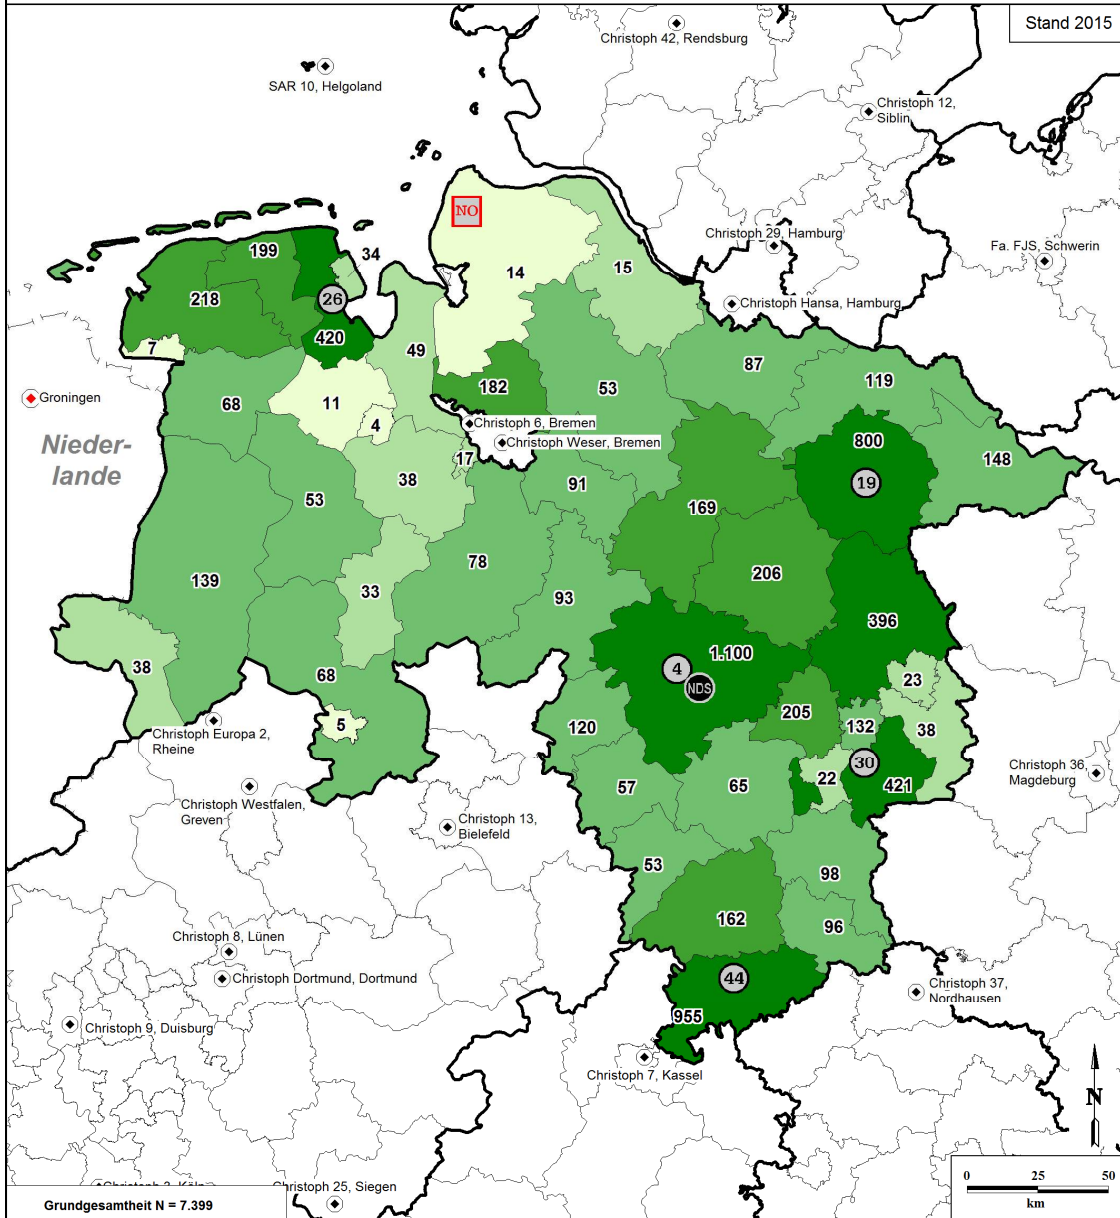 Stand 2015
Christoph 42, Rendsburg
SAR 10, Helgoland
Christoph 12,
Siblin
NO
Christoph 29, Hamburg
Fa. FJS, Schwerin
199
34
14
15
218
26
Christoph Hansa, Hamburg
420
7
49
87
119
Groningen
68
11
182
53
4
Christoph 6, Bremen
Christoph Weser, Bremen
800
Nieder-
lande
17
148
38
91
19
53
169
139
78
206
33
93
396
38
68
4
1.100
NDS
23
5
120
205
132
38
Christoph Europa 2,
Rheine
30
Christoph 36,
Magdeburg
22
421
57
65
Christoph Westfalen,
Greven
Christoph 13,
Bielefeld
53
98
162
96
Christoph 8, Lünen
Christoph Dortmund, Dortmund
44
Christoph 37,
Nordhausen
955
Christoph 9, Duisburg
Christoph 7, Kassel
N
0 25 50
km
Christoph 3, Köln
Christoph 25, Siegen
Grundgesamtheit N = 7.399